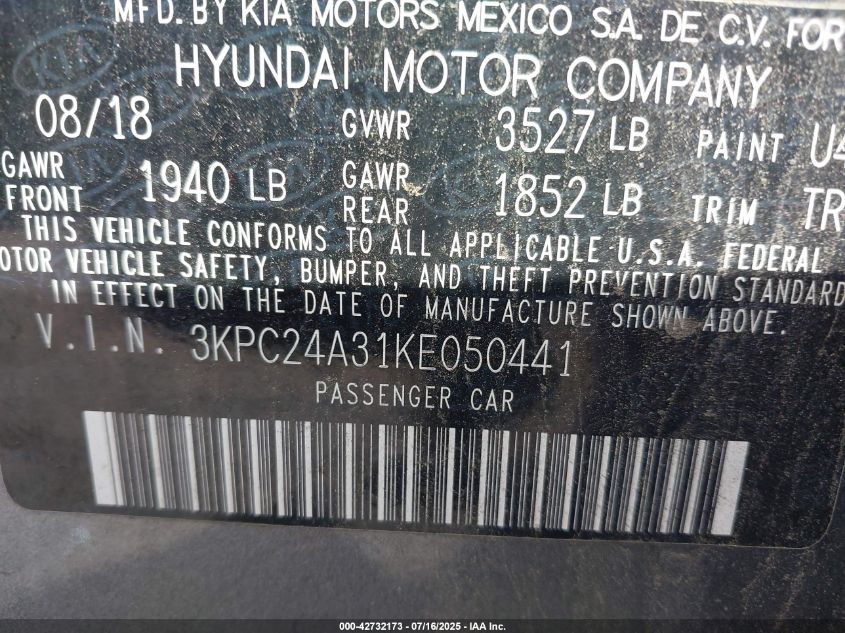 MFD. BY KIA MOTORS MEXICO S.A. DE C.V. FOR
HYUNDAI MOTOR COMPANY
08/18 GVWR 3527 LB PAINT U4
GAWR FRONT 1940 LB GAWR REAR 1852 LB TRIM TR
THIS VEHICLE CONFORMS TO ALL APPLICABLE U.S.A. FEDERAL
MOTOR VEHICLE SAFETY, BUMPER, AND THEFT PREVENTION STANDARD
IN EFFECT ON THE DATE OF MANUFACTURE SHOWN ABOVE.
V.I.N. 3KPC24A31KE050441
PASSENGER CAR
000-42732173 - 07/16/2025 - IAA Inc.